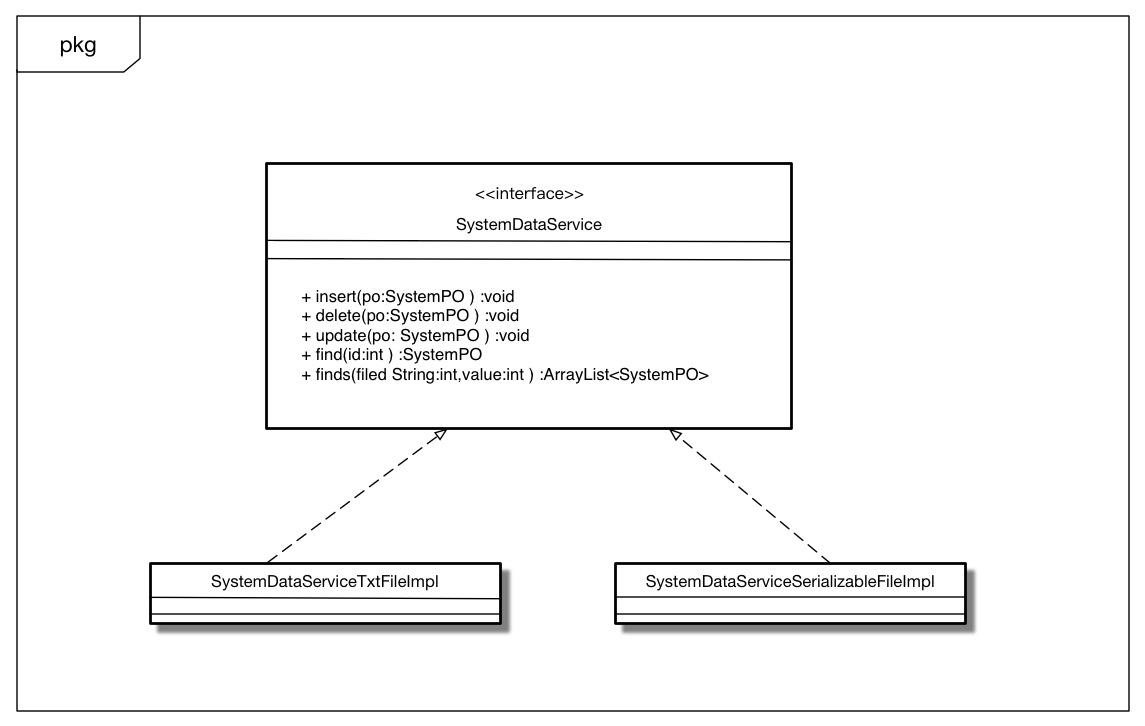 pkg
<<interface>>
SystemDataService
+ insert(po:SystemPO ) :void
+ delete(po:SystemPO ) :void
+ update(po: SystemPO ) :void
+ find(id:int ) :SystemPO
+ finds(filed String:int,value:int ) :ArrayList<SystemPO>
SystemDataServiceTxtFileImpl
SystemDataServiceSerializableFileImpl